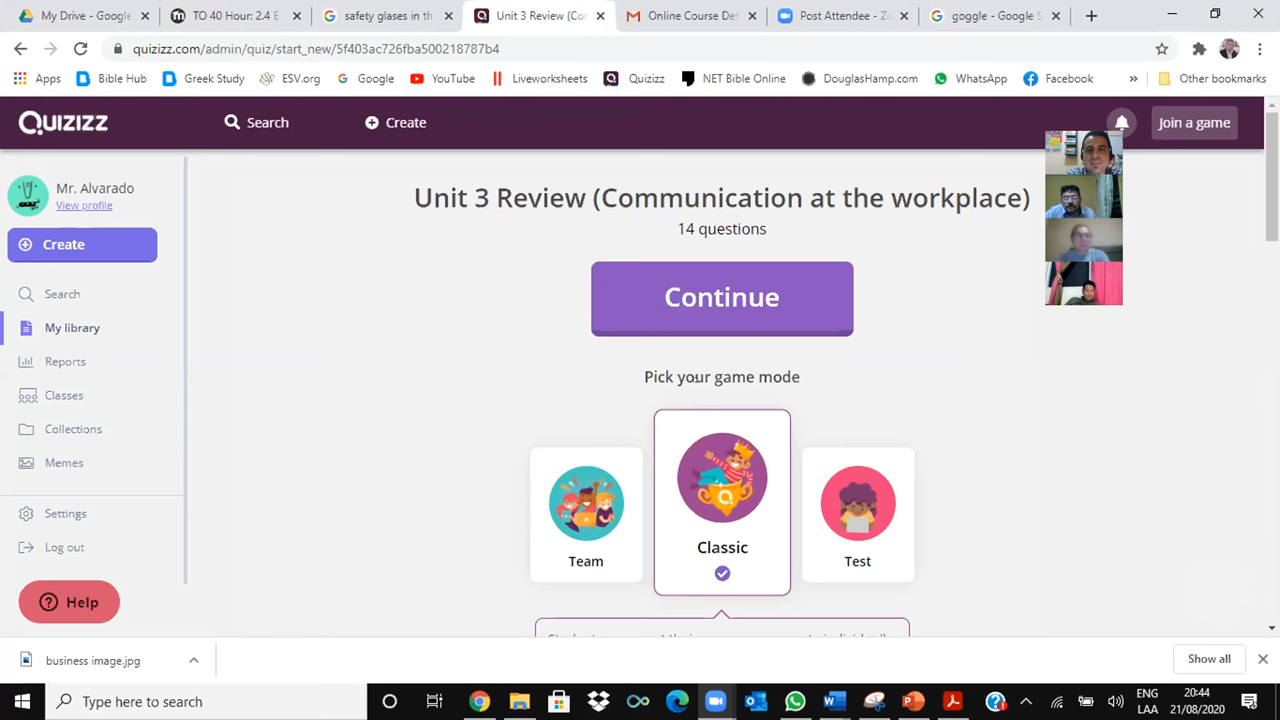 My Drive - Google
TO 40 Hour: 2.4 E
safety glases in th
Unit 3 Review (Cor
Online Course De
Post Attendee - Zo
goggle - Google S
quizizz.com/admin/quiz/start_new/5f403ac726fba500218787b4
Apps
Bible Hub
Greek Study
ESV.org
Google
YouTube
Liveworksheets
Quizizz
NET Bible Online
DouglasHamp.com
WhatsApp
Facebook
»
Other bookmarks
QUIZIZZ
Search
Create
Join a game
Mr. Alvarado
View profile
Create
Search
My library
Reports
Classes
Collections
Memes
Settings
Log out
Help
Unit 3 Review (Communication at the workplace)
14 questions
Continue
Pick your game mode
Team
Classic
Test
business image.jpg
Show all
Type here to search
ENG
LAA
20:44
21/08/2020